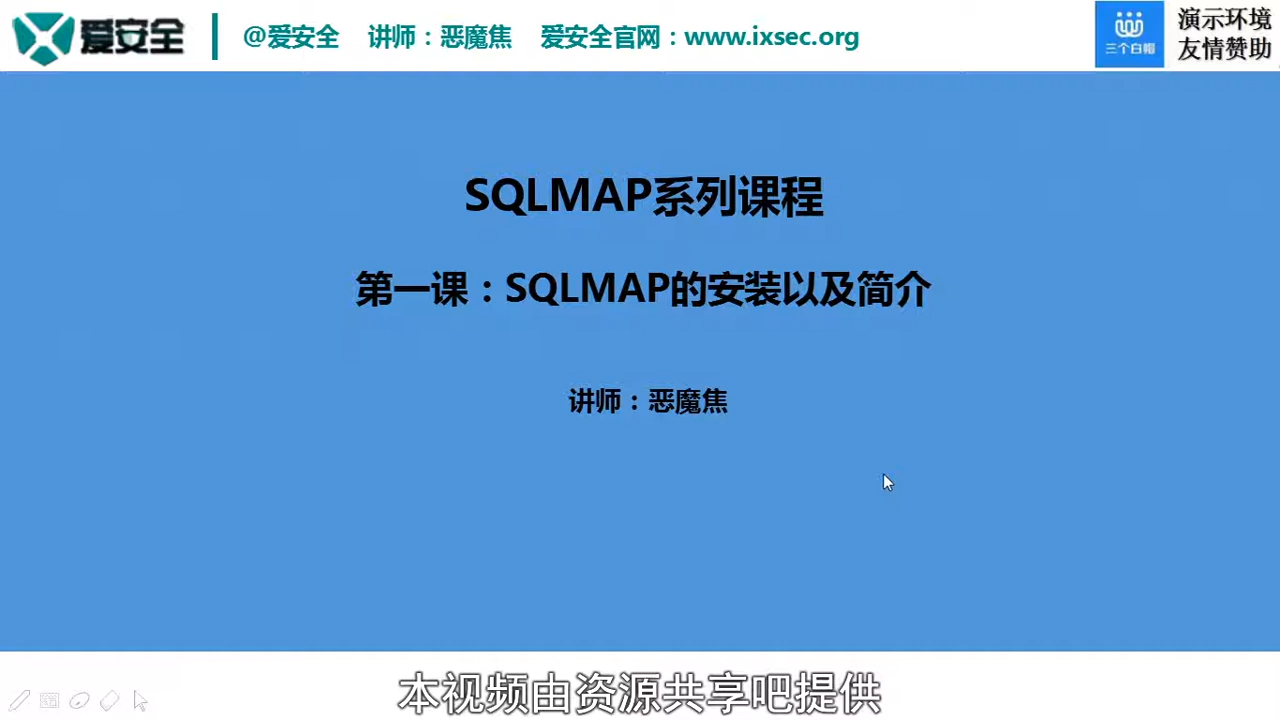 爱安全
@爱安全 讲师：恶魔焦 爱安全官网：www.ixsec.org
三个白帽
演示环境
友情赞助
SQLMAP系列课程
第一课：SQLMAP的安装以及简介
讲师：恶魔焦
本视频由资源共享吧提供